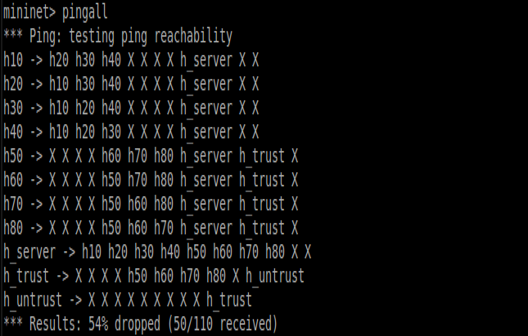 mininet> pingall
*** Ping: testing ping reachability
h10 -> h20 h30 h40 X X X X h_server X X
h20 -> h10 h30 h40 X X X X h_server X X
h30 -> h10 h20 h40 X X X X h_server X X
h40 -> h10 h20 h30 X X X X h_server X X
h50 -> X X X X h60 h70 h80 h_server h_trust X
h60 -> X X X X h50 h70 h80 h_server h_trust X
h70 -> X X X X h50 h60 h80 h_server h_trust X
h80 -> X X X X h50 h60 h70 h_server h_trust X
h_server -> h10 h20 h30 h40 h50 h60 h70 h80 X X
h_trust -> X X X X h50 h60 h70 h80 X h_untrust
h_untrust -> X X X X X X X X X h_trust
*** Results: 54% dropped (50/110 received)